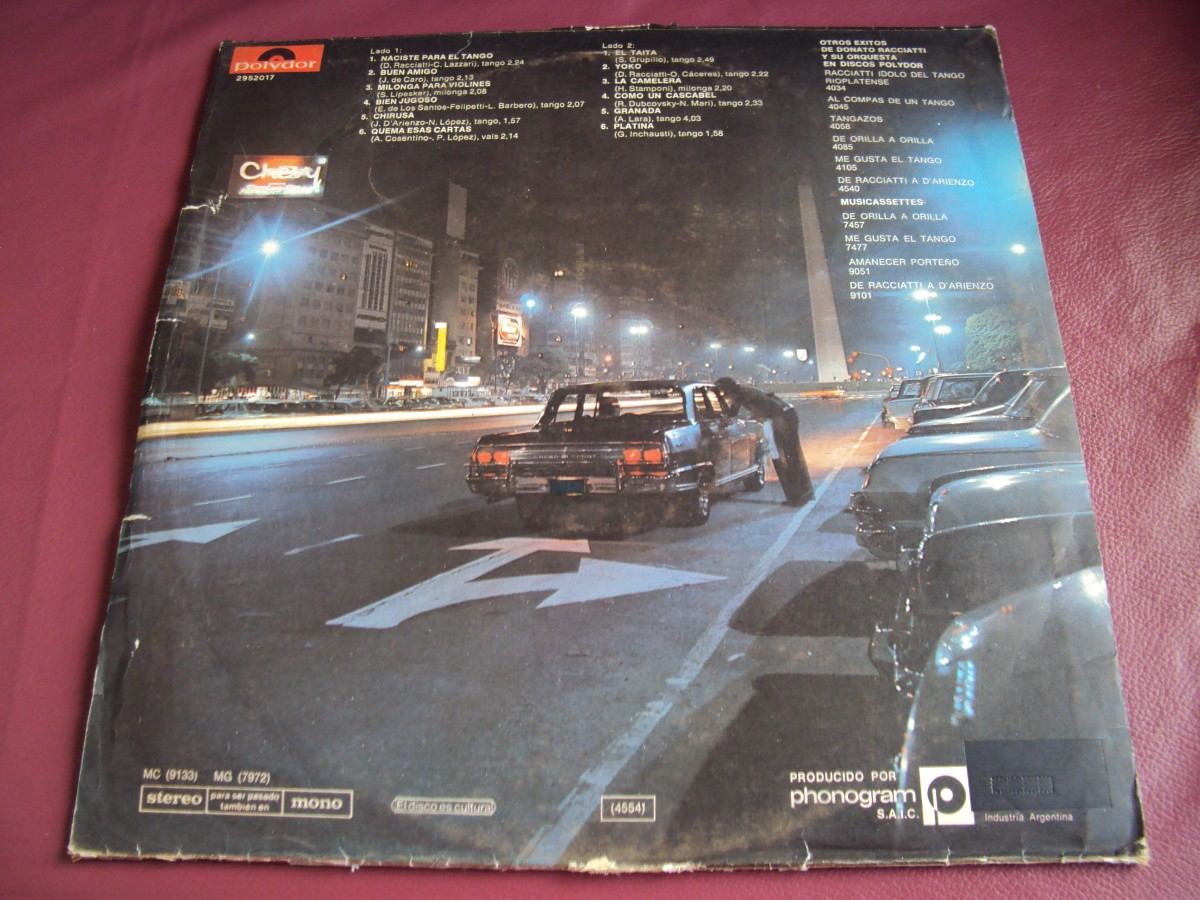 polydor
2952017
Lado 1:
1. NACISTE PARA EL TANGO
(D. Racciatti-C. Lazzari), tango 2,24
2. BUEN AMIGO
(J. de Caro), tango 2,13
3. MILONGA PARA VIOLINES
(S. Lipesker), milonga 2,08
4. BIEN JUGOSO
(E. de Los Santos-Felipetti-L. Barbero), tango 2,07
5. CHIRUSA
(J. D'Arienzo-N. López), tango, 1,57
6. QUEMA ESAS CARTAS
(A. Cosentino-. P. López), vals 2,14
Lado 2:
1. EL TAITA
(S. Grupillo), tango 2,49
2. YOKO
(D. Racciatti-O. Cáceres), tango 2,22
3. LA CAMELERA
(H. Stamponi), milonga 2,20
4. COMO UN CASCABEL
(R. Dubcovsky-N. Mari), tango 2,33
5. GRANADA
(A. Lara), tango 4,03
6. PLATINA
(G. Inchausti), tango 1,58
OTROS EXITOS
DE DONATO RACCIATTI
Y SU ORQUESTA
EN DISCOS POLYDOR
RACCIATTI IDOLO DEL TANGO
RIOPLATENSE
4034
AL COMPAS DE UN TANGO
4045
TANGAZOS
4058
DE ORILLA A ORILLA
4085
ME GUSTA EL TANGO
4105
DE RACCIATTI A D'ARIENZO
4540
MUSICASSETTES
DE ORILLA A ORILLA
7457
ME GUSTA EL TANGO
7477
AMANECER PORTEÑO
9051
DE RACCIATTI A D'ARIENZO
9101
Chevy
MC (9133) MG (7972)
stereo
para ser pasado
tambien en
mono
El disco es cultura
(4554)
PRODUCIDO POR
phonogram
S.A.I.C.
Industria Argentina